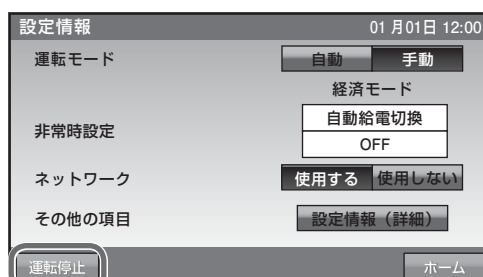 設定情報 01月01日 12:00
運転モード 自動 手動
経済モード
非常時設定 自動給電切換
OFF
ネットワーク 使用する 使用しない
その他の項目 設定情報（詳細）
運転停止 ホーム